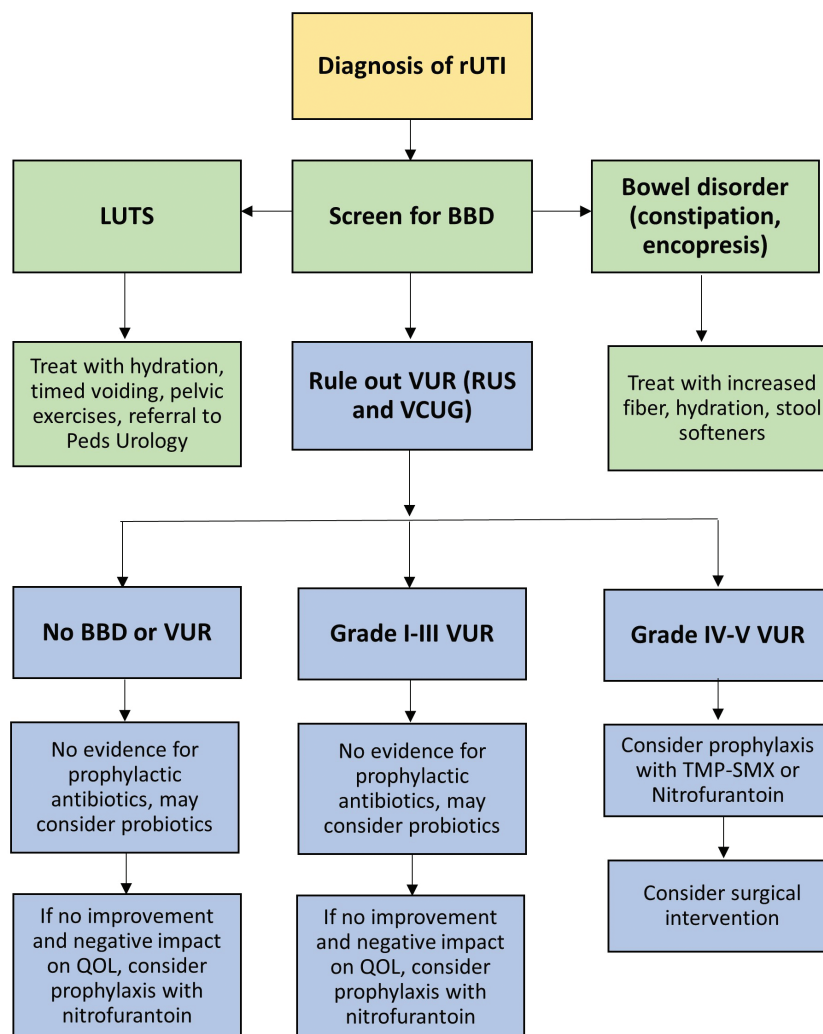 Diagnosis of rUTI
LUTS
Screen for BBD
Bowel disorder
(constipation,
encopresis)
Treat with hydration,
timed voiding, pelvic
exercises, referral to
Peds Urology
Rule out VUR (RUS
and VCUG)
Treat with increased
fiber, hydration, stool
softeners
No BBD or VUR
Grade I-III VUR
Grade IV-V VUR
No evidence for
prophylactic
antibiotics, may
consider probiotics
No evidence for
prophylactic
antibiotics, may
consider probiotics
Consider prophylaxis
with TMP-SMX or
Nitrofurantoin
If no improvement
and negative impact
on QOL, consider
prophylaxis with
nitrofurantoin
If no improvement
and negative impact
on QOL, consider
prophylaxis with
nitrofurantoin
Consider surgical
intervention